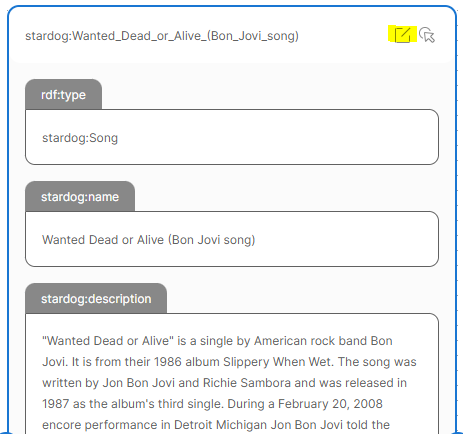 stardog:Wanted_Dead_or_Alive_(Bon_Jovi_song)
rdf:type
stardog:Song
stardog:name
Wanted Dead or Alive (Bon Jovi song)
stardog:description
"Wanted Dead or Alive" is a single by American rock band Bon
Jovi. It is from their 1986 album Slippery When Wet. The song was
written by Jon Bon Jovi and Richie Sambora and was released in
1987 as the album's third single. During a February 20, 2008
encore performance in Detroit Michigan Jon Bon Jovi told the